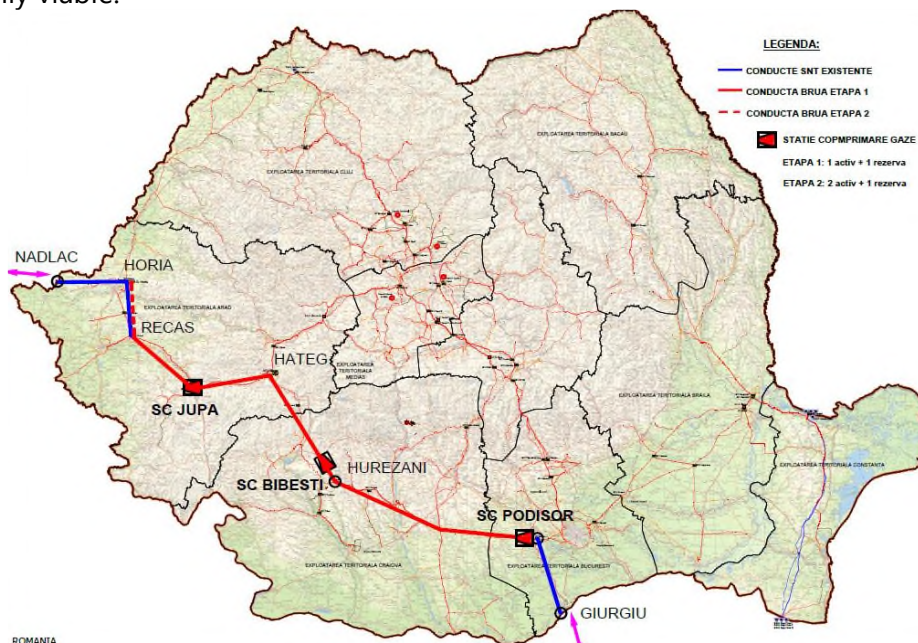 lly viable.
LEGENDA:
CONDUCTE SNT EXISTENTE
CONDUCTA BRUA ETAPA 1
CONDUCTA BRUA ETAPA 2
STATIE COPMPRIMARE GAZE
ETAPA 1: 1 activ + 1 rezerva
ETAPA 2: 2 activ + 1 rezerva
EXPLOATAREA TERITORIALA BACAU
EXPLOATAREA TERITORIALA CLUJ
NADLAC
HORIA
EXPLOATAREA TERITORIALA ARAD
RECAS
HATEG
EXPLOATAREA
TERITORIALA
MEDIAS
SC JUPA
EXPLOATAREA TERITORIALA BRAILA
HUREZANI
SC BIBESTI
EXPLOATAREA TERITORIALA CONSTANTA
SC PODISOR
EXPLOATAREA TERITORIALA CRAIOVA
EXPLOATAREA TERITORIALA BUCURESTI
GIURGIU
ROMANIA